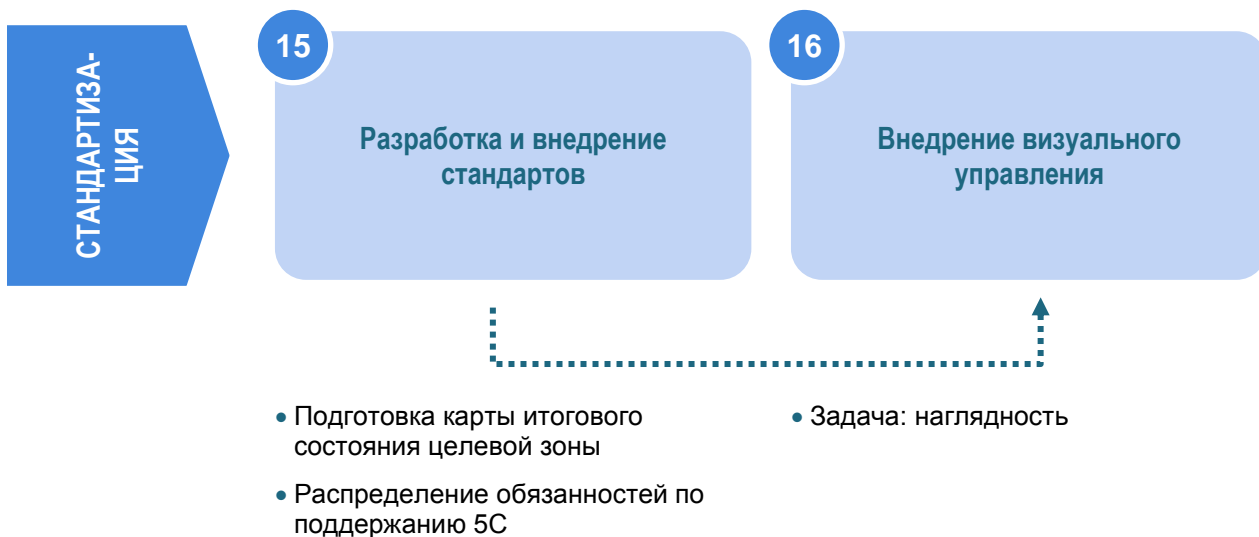 СТАНДАРТИЗА-
ЦИЯ
15
Разработка и внедрение
стандартов
16
Внедрение визуального
управления
• Подготовка карты итогового
состояния целевой зоны
• Распределение обязанностей по
поддержанию 5С
• Задача: наглядность